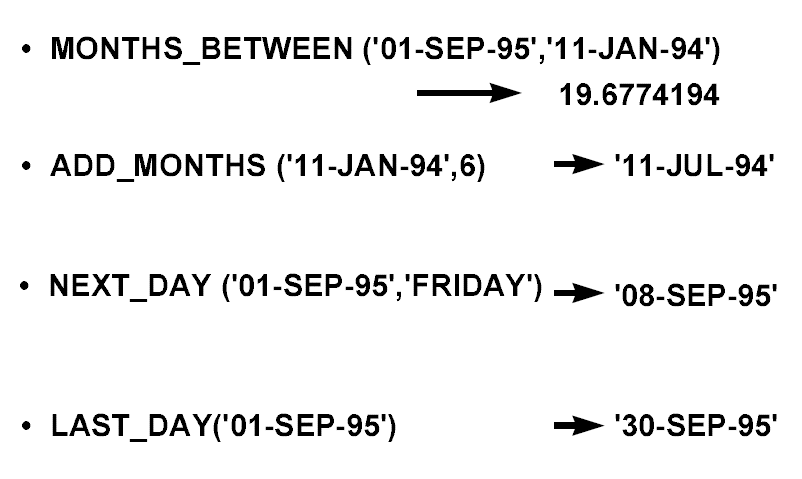 • MONTHS_BETWEEN ('01-SEP-95','11-JAN-94')
19.6774194
• ADD_MONTHS ('11-JAN-94',6) '11-JUL-94'
• NEXT_DAY ('01-SEP-95','FRIDAY') '08-SEP-95'
• LAST_DAY('01-SEP-95') '30-SEP-95'